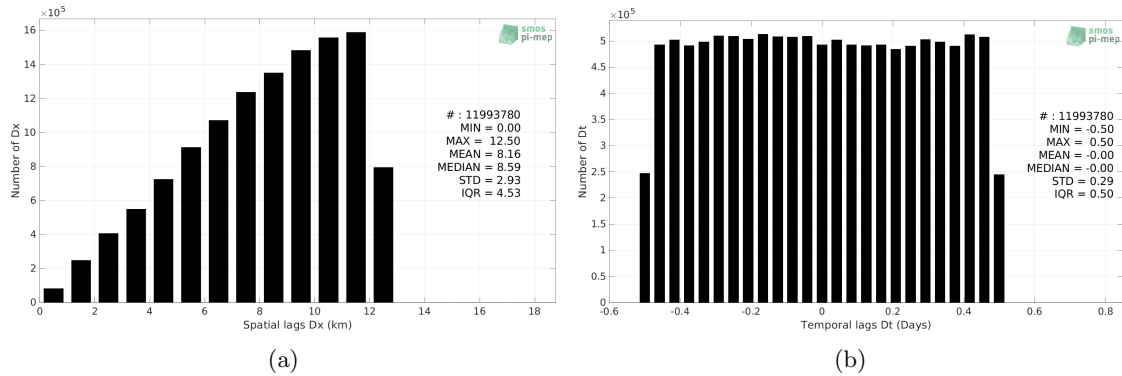 ×10^5
16
14
12
10
8
6
4
2
0
Number of Dx
0 2 4 6 8 10 12 14 16 18
Spatial lags Dx (km)
smos
pi-mep
# : 11993780
MIN = 0.00
MAX = 12.50
MEAN = 8.16
MEDIAN = 8.59
STD = 2.93
IQR = 4.53
(a)
×10^5
5
4.5
4
3.5
3
2.5
2
1.5
1
0.5
0
Number of Dt
-0.6 -0.4 -0.2 0 0.2 0.4 0.6 0.8
Temporal lags Dt (Days)
smos
pi-mep
# : 11993780
MIN = -0.50
MAX = 0.50
MEAN = -0.00
MEDIAN = -0.00
STD = 0.29
IQR = 0.50
(b)